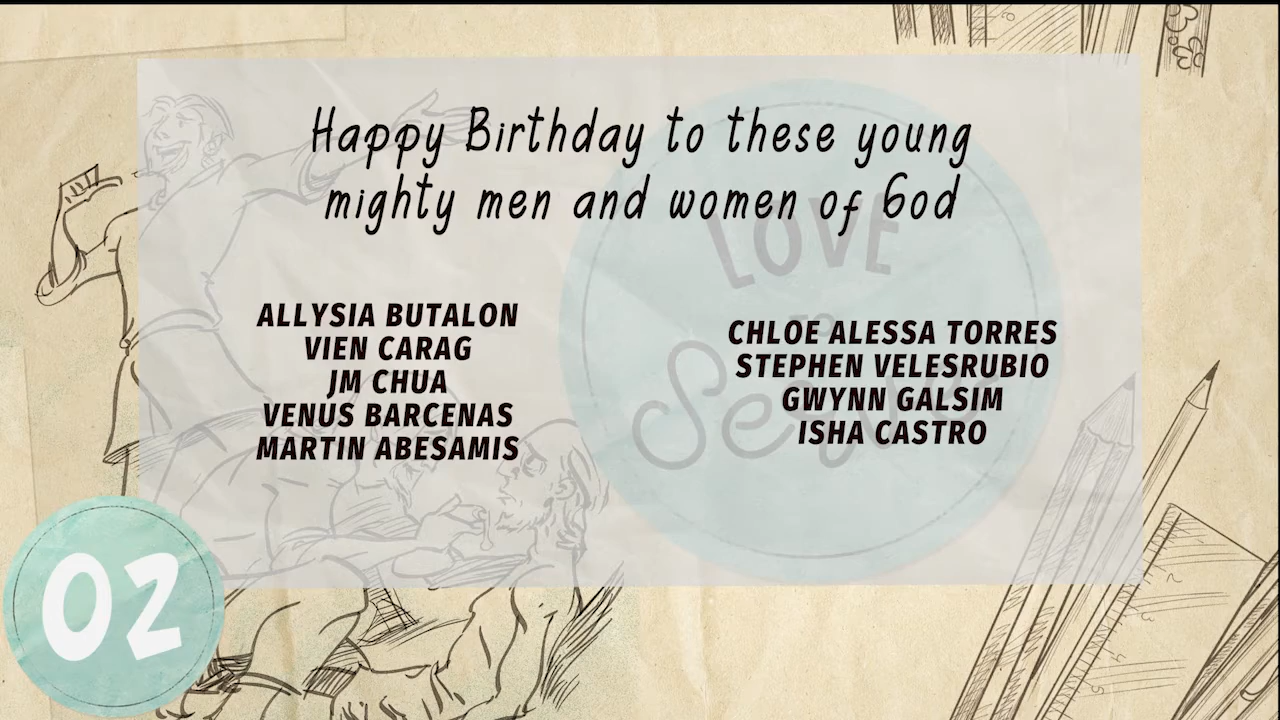 Happy Birthday to these young
mighty men and women of God
ALLYSIA BUTALON
VIEN CARAG
JM CHUA
VENUS BARCENAS
MARTIN ABESAMIS
CHLOE ALESSA TORRES
STEPHEN VELESRUBIO
GWYNN GALSIM
ISHA CASTRO
LOVE
02